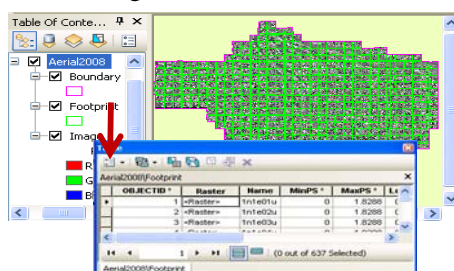 Table Of Conte...
Aerial2008
Boundary
Footprint
Imag
R
G
B
Aerial2008\Footprint
OBJECTID * Raster Name MinPS * MaxPS * L
1 <Raster> 1n1e01u 0 1.8288
2 <Raster> 1n1e02u 0 1.8288
3 <Raster> 1n1e03u 0 1.8288
1 (0 out of 637 Selected)
Aerial2008\Footprint